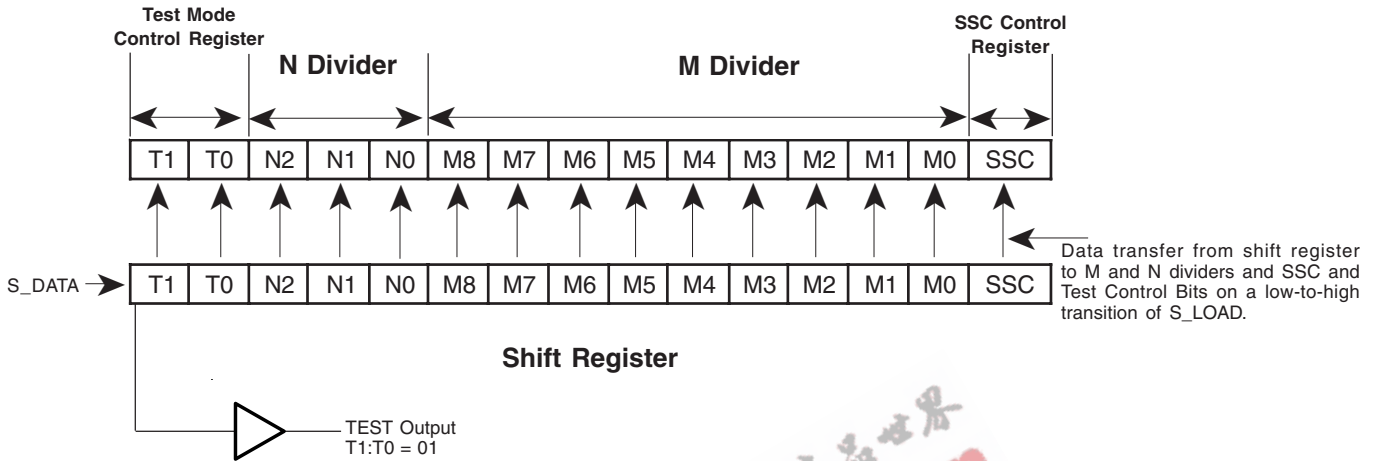 Test Mode
Control Register
SSC Control
Register
N Divider
M Divider
T1 T0 N2 N1 N0 M8 M7 M6 M5 M4 M3 M2 M1 M0 SSC
S_DATA
T1 T0 N2 N1 N0 M8 M7 M6 M5 M4 M3 M2 M1 M0 SSC
Data transfer from shift register
to M and N dividers and SSC and
Test Control Bits on a low-to-high
transition of S_LOAD.
Shift Register
TEST Output
T1:T0 = 01